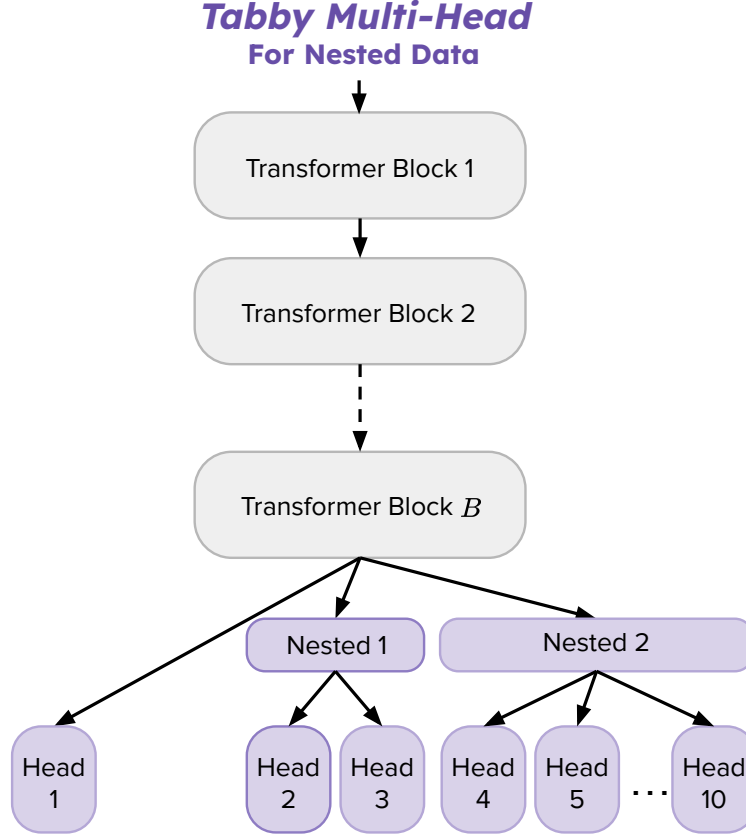 Tabby Multi-Head
For Nested Data
Transformer Block 1
Transformer Block 2
Transformer Block B
Nested 1
Nested 2
Head
1
Head
2
Head
3
Head
4
Head
5
...
Head
10